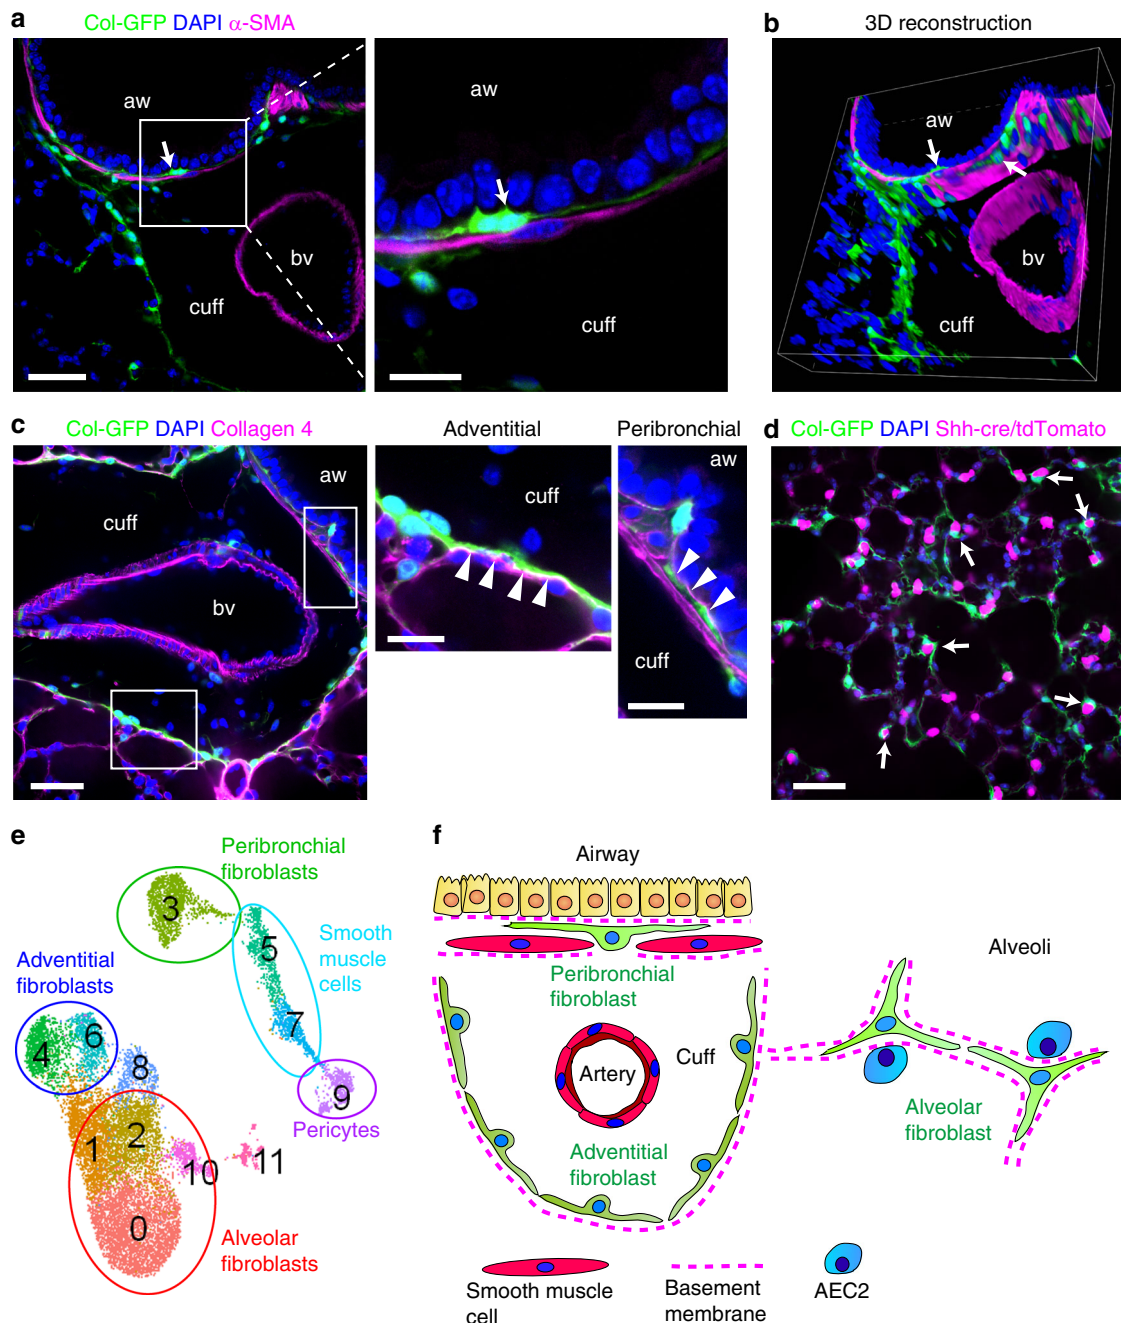 a
Col-GFP DAPI α-SMA
aw
bv
cuff
aw
cuff
b
3D reconstruction
aw
bv
cuff
c
Col-GFP DAPI Collagen 4
aw
cuff
bv
Adventitial
cuff
Peribronchial
aw
cuff
d
Col-GFP DAPI Shh-cre/tdTomato
e
Peribronchial
fibroblasts
3
5
Smooth
muscle
cells
7
Adventitial
fibroblasts
4
6
8
9
Pericytes
1
2
10
11
0
Alveolar
fibroblasts
f
Airway
Peribronchial
fibroblast
Cuff
Artery
Adventitial
fibroblast
Alveoli
Alveolar
fibroblast
Smooth muscle
cell
Basement
membrane
AEC2